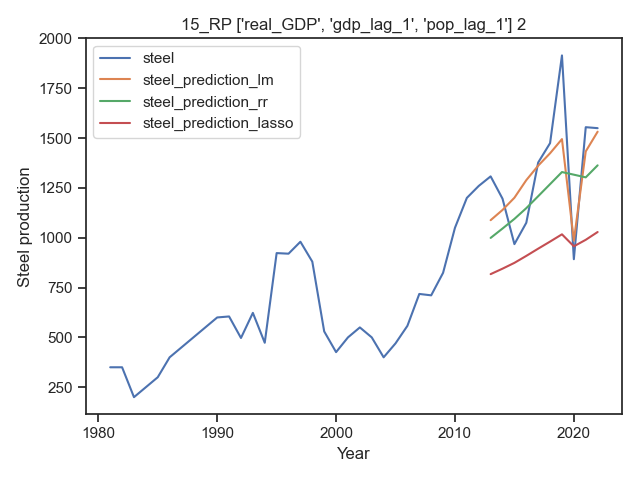 15_RP ['real_GDP', 'gdp_lag_1', 'pop_lag_1'] 2
2000
1750
1500
1250
1000
750
500
250
Steel production
steel
steel_prediction_lm
steel_prediction_rr
steel_prediction_lasso
1980
1990
2000
2010
2020
Year